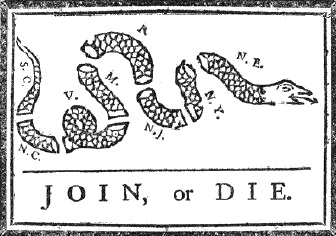 S.C.
N.C.
V.
M.
P.
N.J.
N.Y.
N.E.
JOIN, or DIE.